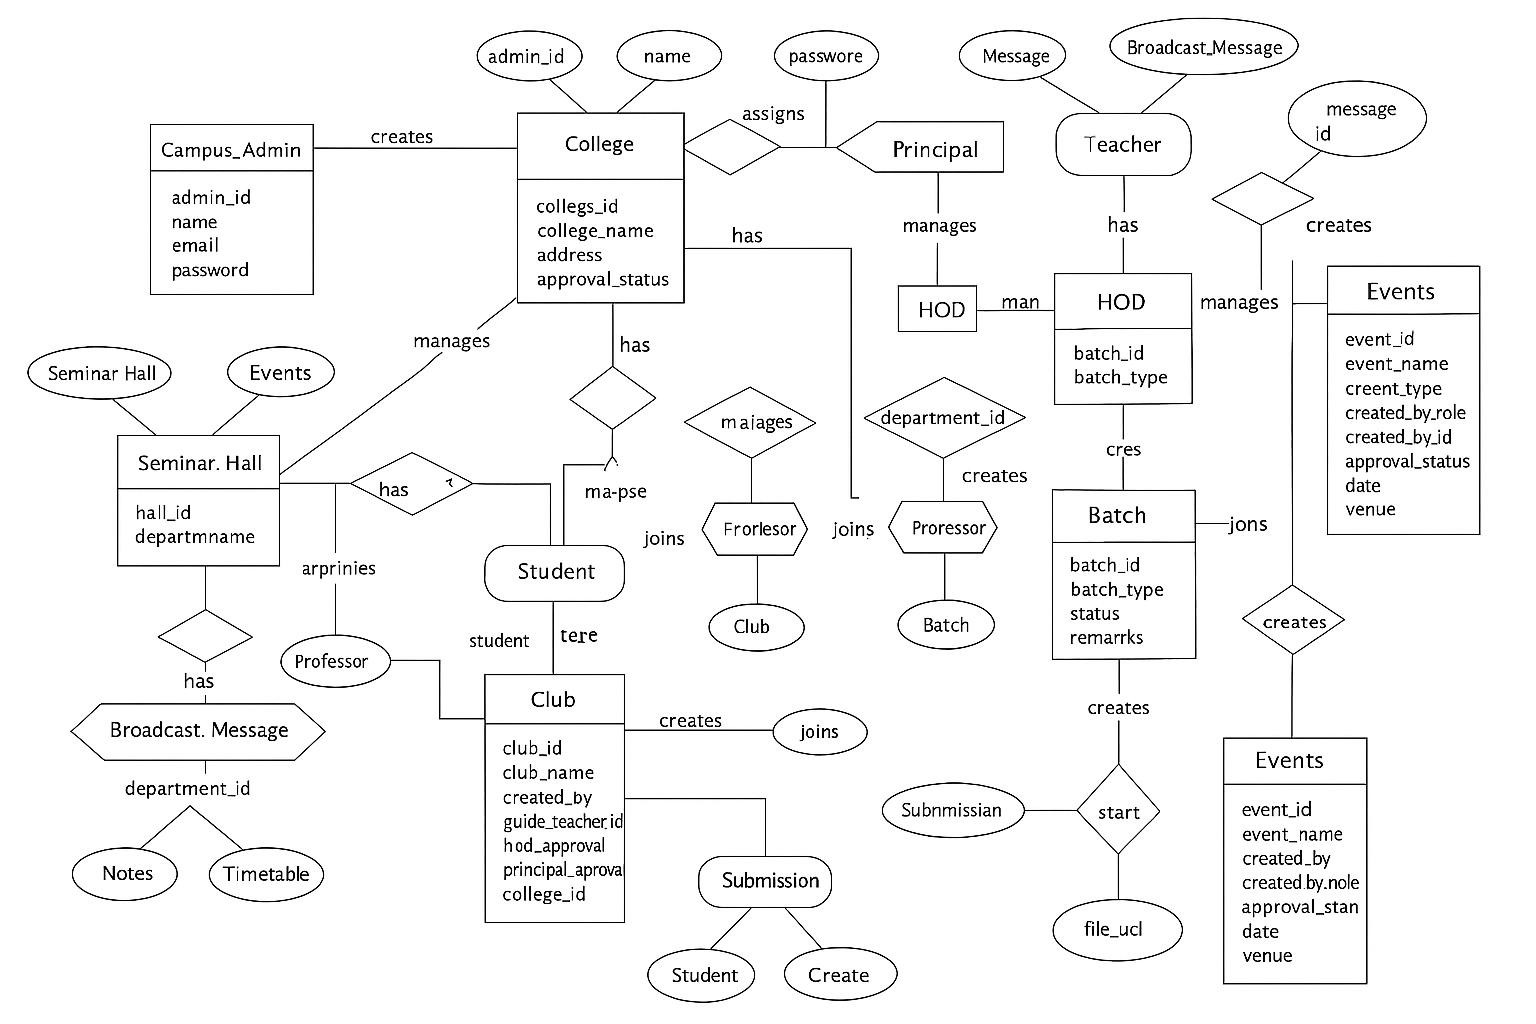 admin_id
name
passwore
Message
Broadcast_Message
message
id
assigns
Campus_Admin
creates
College
Principal
Teacher
admin_id
name
email
password
collegs_id
college_name
address
approval_status
has
manages
has
creates
HOD
man
HOD
manages
Events
batch_id
batch_type
event_id
event_name
creent_type
created_by_role
created_by_id
approval_status
date
venue
manages
has
Seminar Hall
Events
maiages
department_id
Seminar. Hall
has
ma-pse
creates
cres
hall_id
departmname
joins
Frorlesor
joins
Proressor
Batch
jons
arprinies
Student
batch_id
batch_type
status
remarrks
student
tere
Club
Batch
creates
Professor
has
Broadcast. Message
Club
creates
joins
creates
department_id
club_id
club_name
created_by
guide_teacher.id
hod_approval
principal_aproval
college_id
Subnmissian
start
Events
event_id
event_name
created_by
created.by.nole
approval_stan
date
venue
Notes
Timetable
Submission
file_ucl
Student
Create